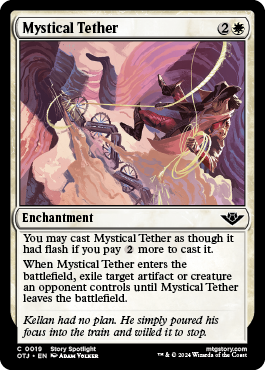 Mystical Tether 2
Enchantment
You may cast Mystical Tether as though it
had flash if you pay 2 more to cast it.
When Mystical Tether enters the
battlefield, exile target artifact or creature
an opponent controls until Mystical Tether
leaves the battlefield.
Kellan had no plan. He simply poured his
focus into the train and willed it to stop.
C 0019 Story Spotlight mtgstory.com
OTJ • EN Adam Volker ™ & © 2024 Wizards of the Coast